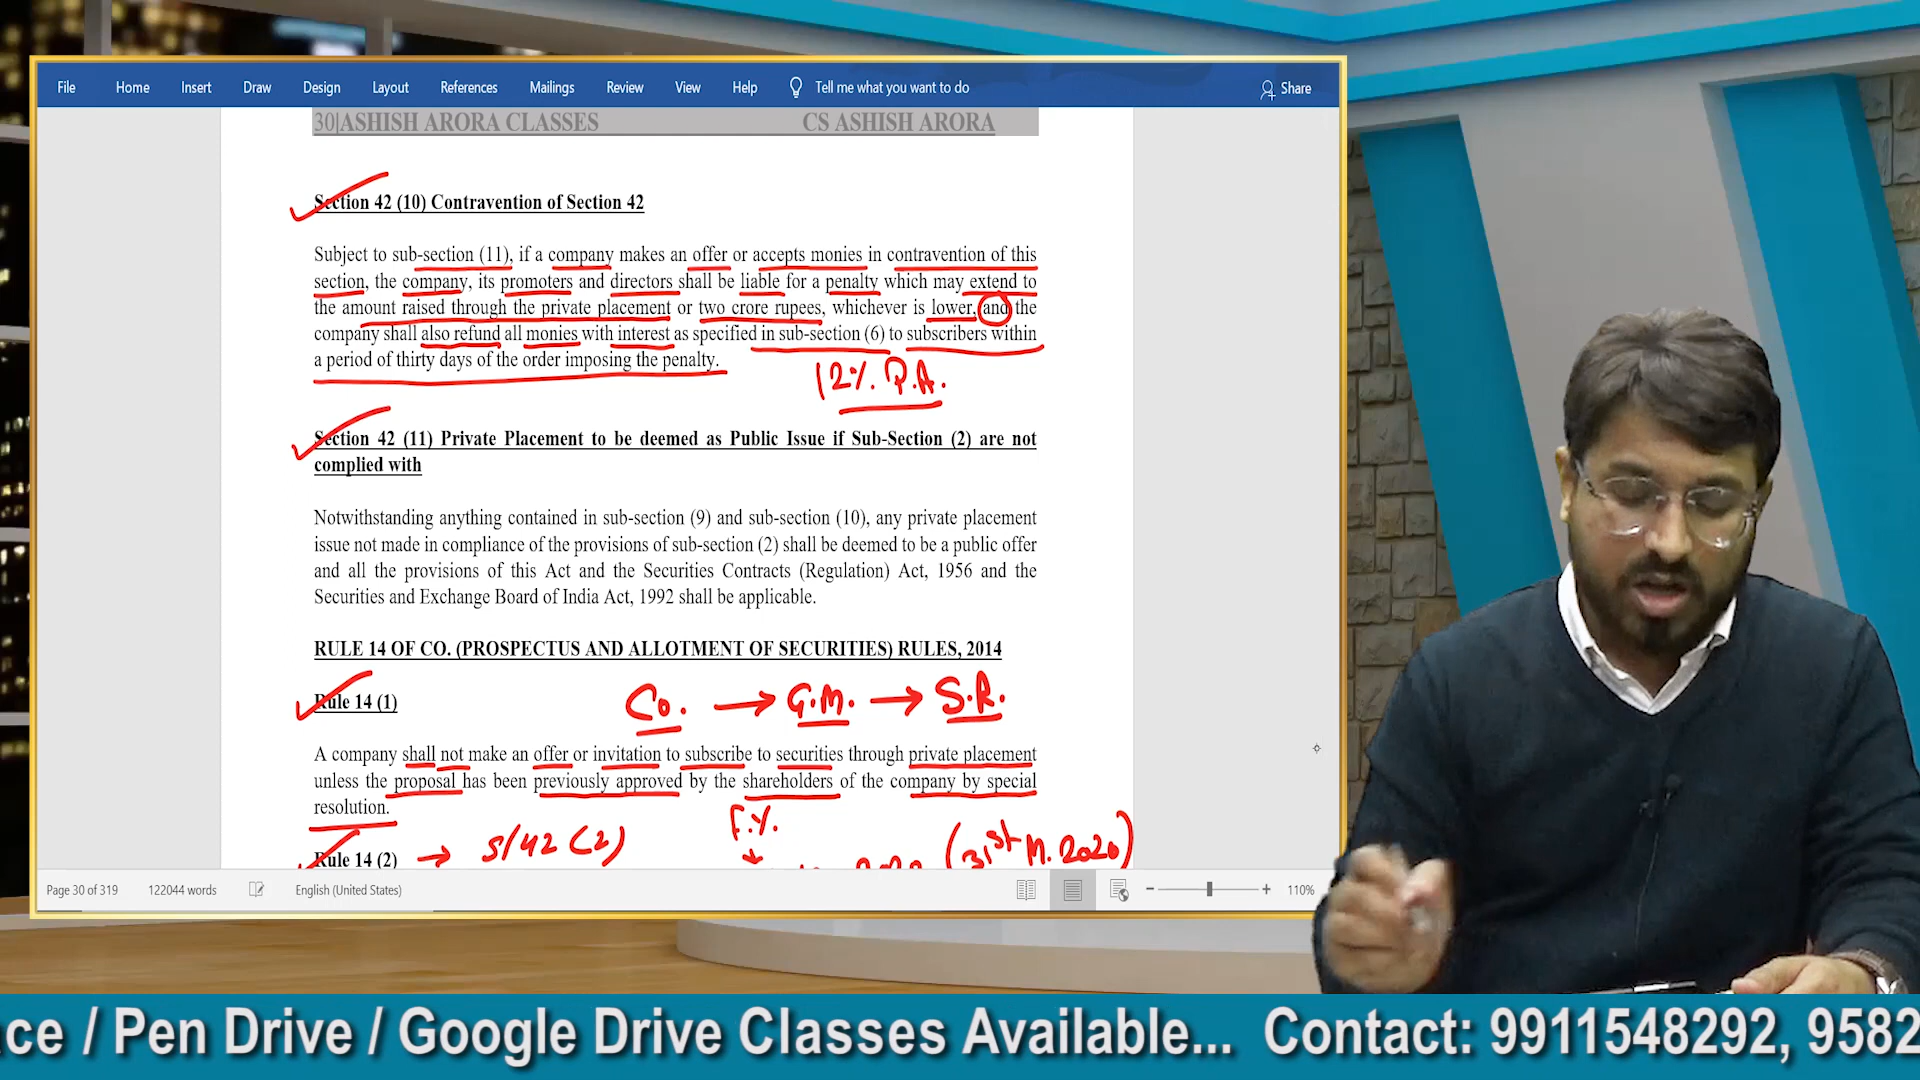 File Home Insert Draw Design Layout References Mailings Review View Help Tell me what you want to do Share
30|ASHISH ARORA CLASSES CS ASHISH ARORA
Section 42 (10) Contravention of Section 42
Subject to sub-section (11), if a company makes an offer or accepts monies in contravention of this
section, the company, its promoters and directors shall be liable for a penalty which may extend to
the amount raised through the private placement or two crore rupees, whichever is lower, and the
company shall also refund all monies with interest as specified in sub-section (6) to subscribers within
a period of thirty days of the order imposing the penalty.
12% P.A.
Section 42 (11) Private Placement to be deemed as Public Issue if Sub-Section (2) are not
complied with
Notwithstanding anything contained in sub-section (9) and sub-section (10), any private placement
issue not made in compliance of the provisions of sub-section (2) shall be deemed to be a public offer
and all the provisions of this Act and the Securities Contracts (Regulation) Act, 1956 and the
Securities and Exchange Board of India Act, 1992 shall be applicable.
RULE 14 OF CO. (PROSPECTUS AND ALLOTMENT OF SECURITIES) RULES, 2014
Rule 14 (1)
Co. → G.M. → S.R.
A company shall not make an offer or invitation to subscribe to securities through private placement
unless the proposal has been previously approved by the shareholders of the company by special
resolution.
F.Y.
Rule 14 (2) → S/42 (2) (31st M. 2020)
Page 30 of 319 122044 words English (United States) 110%
ace / Pen Drive / Google Drive Classes Available... Contact: 9911548292, 9582